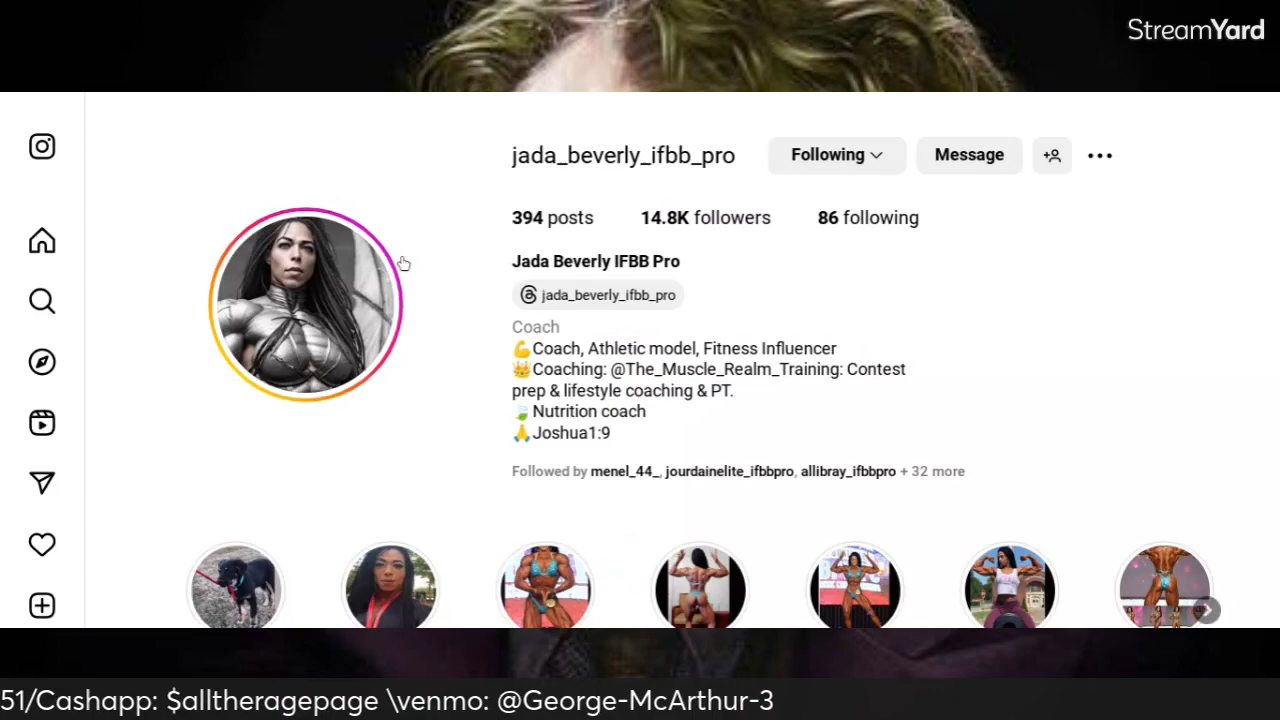 StreamYard
jada_beverly_ifbb_pro Following Message
394 posts 14.8K followers 86 following
Jada Beverly IFBB Pro
jada_beverly_ifbb_pro
Coach
💪Coach, Athletic model, Fitness Influencer
👑Coaching: @The_Muscle_Realm_Training: Contest
prep & lifestyle coaching & PT.
🍃Nutrition coach
🙏Joshua1:9
Followed by menel_44_, jourdainelite_ifbbpro, allibray_ifbbpro + 32 more
51/Cashapp: $alltheragepage \venmo: @George-McArthur-3